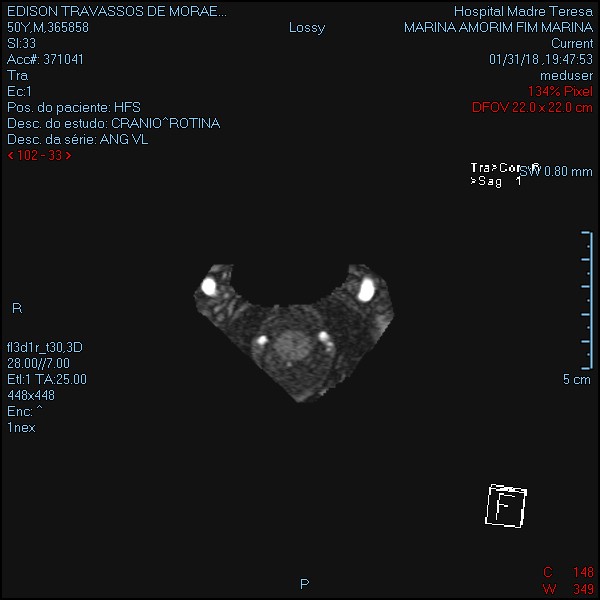 EDISON TRAVASSOS DE MORAE...
50Y,M,365858
Sl:33
Acc#: 371041
Tra
Ec:1
Pos. do paciente: HFS
Desc. do estudo: CRANIO^ROTINA
Desc. da série: ANG VL
< 102 - 33 >
Lossy
Hospital Madre Teresa
MARINA AMORIM FIM MARINA
Current
01/31/18 ,19:47:53
meduser
134% Pixel
DFOV 22.0 x 22.0 cm
Tra>Cor
SW 0.80 mm
>Sag 1
R
fl3d1r_t30,3D
28.00//7.00
Etl:1 TA:25.00
448x448
Enc: ^
1nex
5 cm
F
P
C 148
W 349